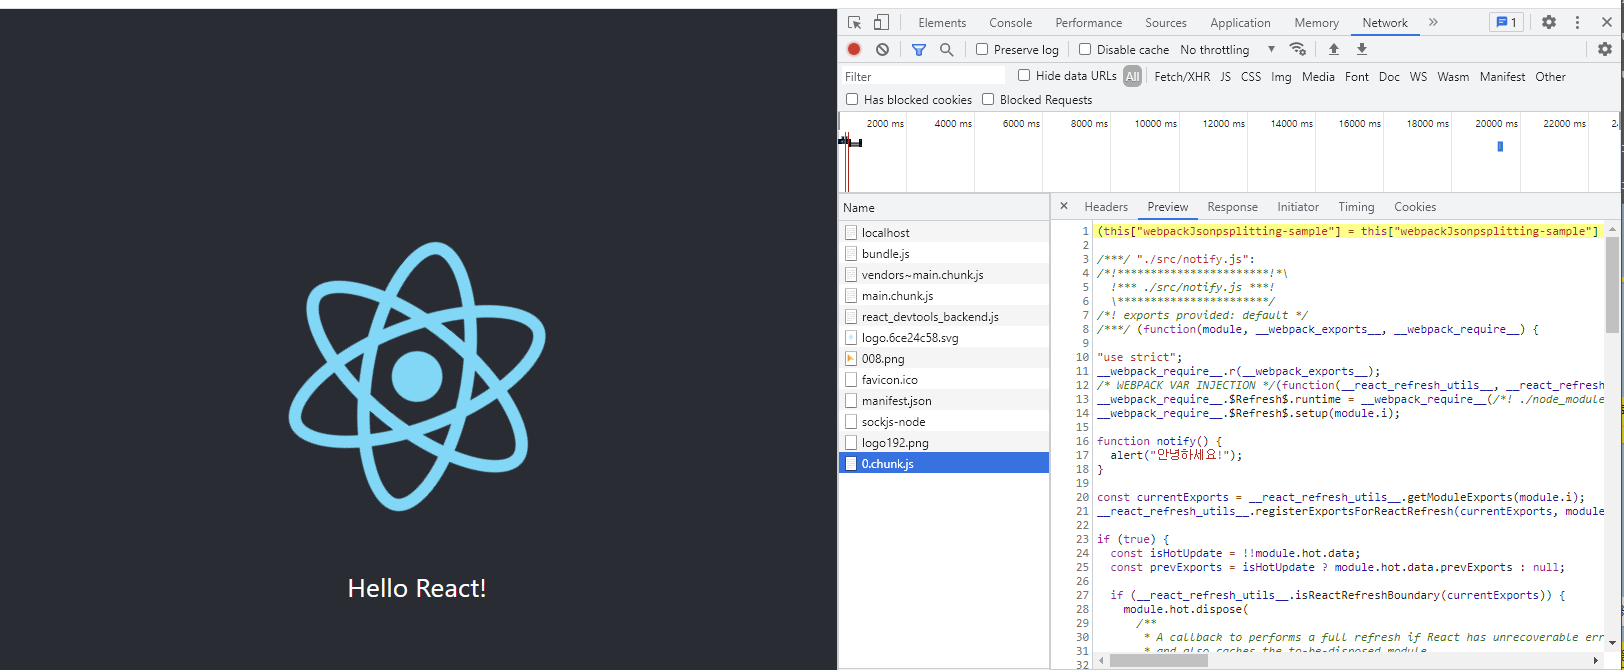 Hello React!
Elements Console Performance Sources Application Memory Network » 1
Preserve log Disable cache No throttling
Filter Hide data URLs All Fetch/XHR JS CSS Img Media Font Doc WS Wasm Manifest Other
Has blocked cookies Blocked Requests
2000 ms 4000 ms 6000 ms 8000 ms 10000 ms 12000 ms 14000 ms 16000 ms 18000 ms 20000 ms 22000 ms
Name
localhost
bundle.js
vendors~main.chunk.js
main.chunk.js
react_devtools_backend.js
logo.6ce24c58.svg
008.png
favicon.ico
manifest.json
sockjs-node
logo192.png
0.chunk.js
× Headers Preview Response Initiator Timing Cookies
1 (this["webpackJsonpsplitting-sample"] = this["webpackJsonpsplitting-sample"]
2
3 /***/ "./src/notify.js":
4 /*!***********************!*\
5   !*** ./src/notify.js ***!
6   \***********************/
7 /*! exports provided: default */
8 /***/ (function(module, __webpack_exports__, __webpack_require__) {
9
10 "use strict";
11 __webpack_require__.r(__webpack_exports__);
12 /* WEBPACK VAR INJECTION */(function(__react_refresh_utils__, __react_refresh
13 __webpack_require__.$Refresh$.runtime = __webpack_require__(/*! ./node_module
14 __webpack_require__.$Refresh$.setup(module.i);
15
16 function notify() {
17   alert("안녕하세요!");
18 }
19
20 const currentExports = __react_refresh_utils__.getModuleExports(module.i);
21 __react_refresh_utils__.registerExportsForReactRefresh(currentExports, module
22
23 if (true) {
24   const isHotUpdate = !!module.hot.data;
25   const prevExports = isHotUpdate ? module.hot.data.prevExports : null;
26
27   if (__react_refresh_utils__.isReactRefreshBoundary(currentExports)) {
28     module.hot.dispose(
29       /**
30        * A callback to performs a full refresh if React has unrecoverable err
31        * and also caches the to-be-disposed module
32